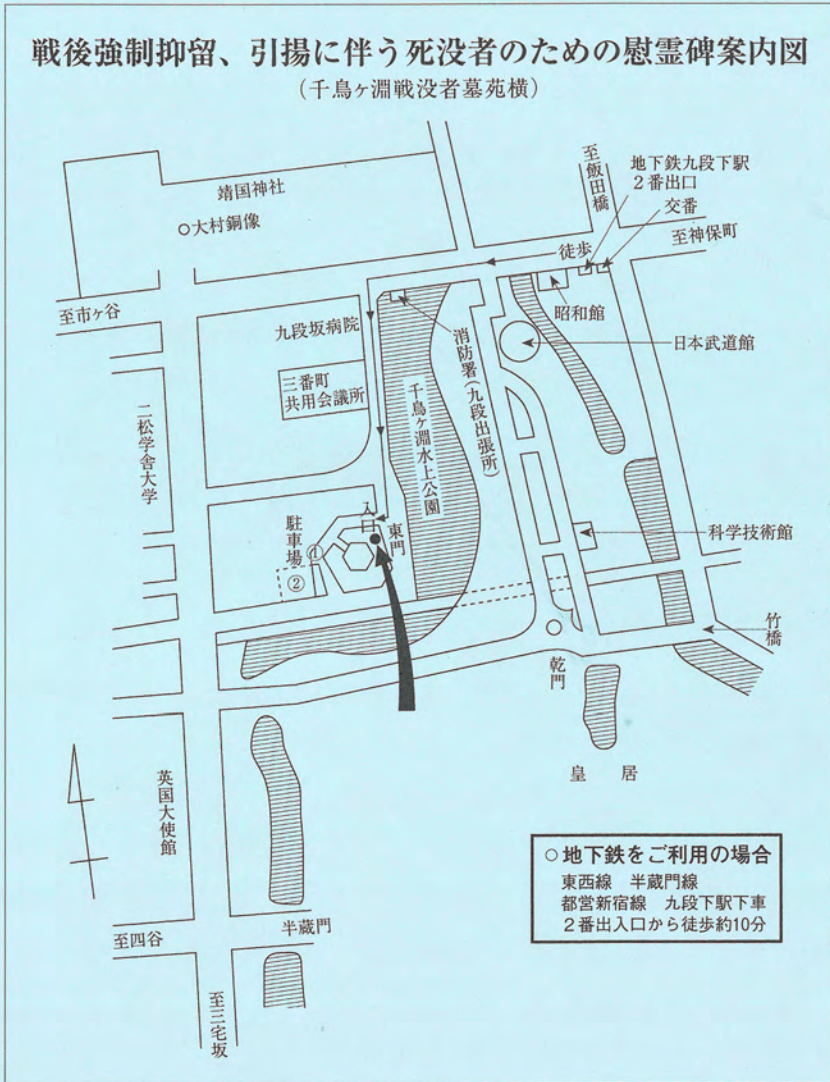 戦後強制抑留、引揚に伴う死没者のための慰霊碑案内図
(千鳥ヶ淵戦没者墓苑横)
靖国神社
大村銅像
至飯田橋
地下鉄九段下駅
2番出口
交番
至神保町
徒歩
昭和館
至市ヶ谷
九段坂病院
消防署(九段出張所)
日本武道館
三番町
共用会議所
千鳥ヶ淵水上公園
二松学舎大学
入口
東門
駐車場
①
②
科学技術館
竹橋
乾門
皇居
英国大使館
○地下鉄をご利用の場合
東西線 半蔵門線
都営新宿線 九段下駅下車
2番出入口から徒歩約10分
半蔵門
至四谷
至三宅坂